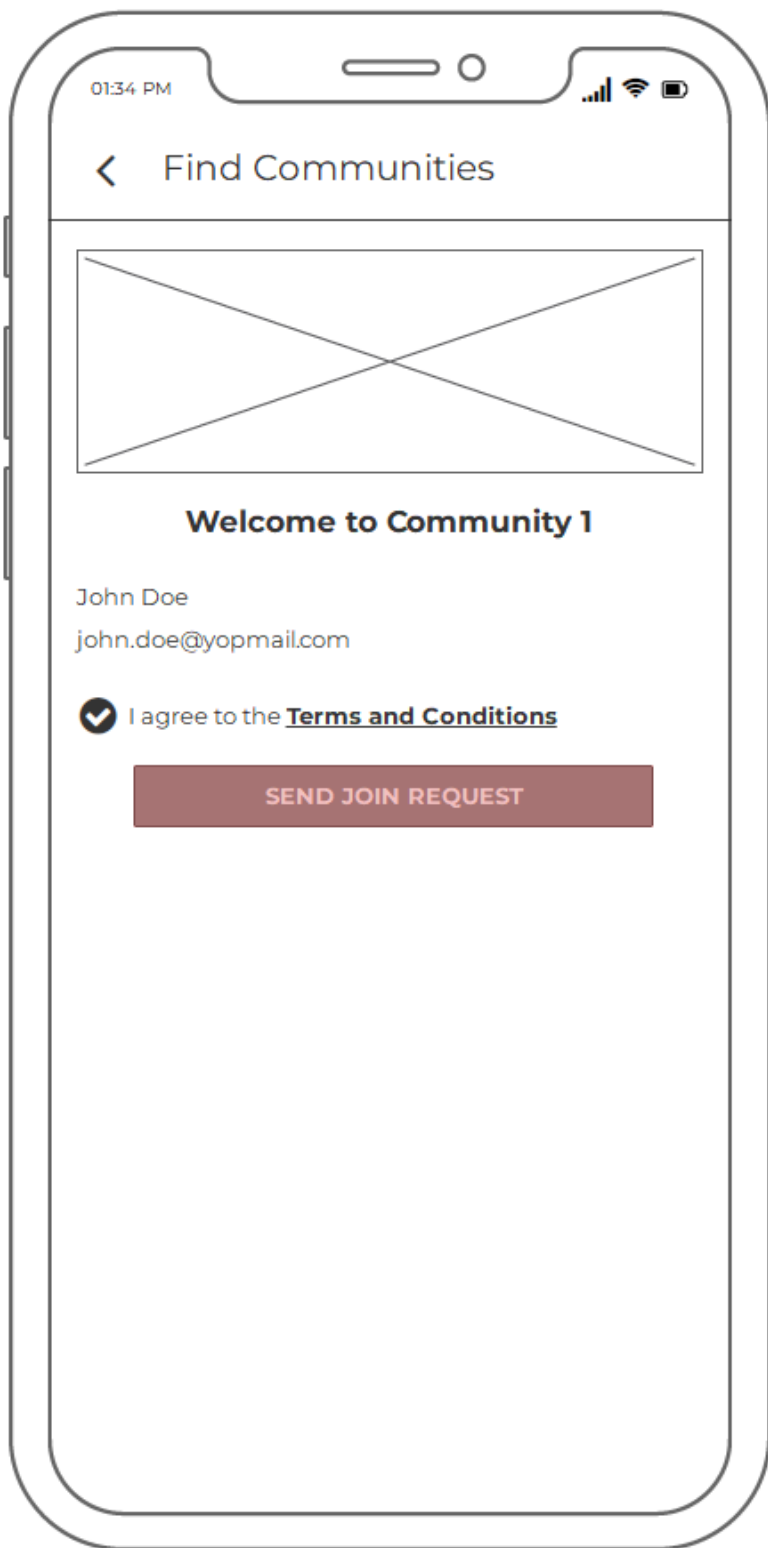 01:34 PM
Find Communities
Welcome to Community 1
John Doe
john.doe@yopmail.com
I agree to the Terms and Conditions
SEND JOIN REQUEST